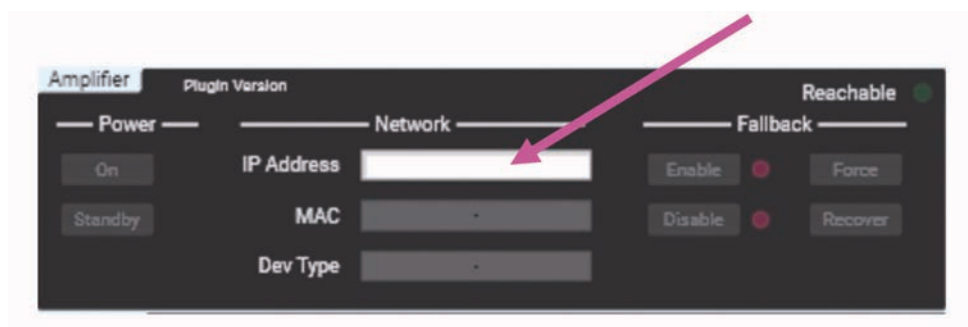 Amplifier Plugin Version
Reachable
Power Network Fallback
On IP Address Enable Force
Standby MAC - Disable Recover
Dev Type -